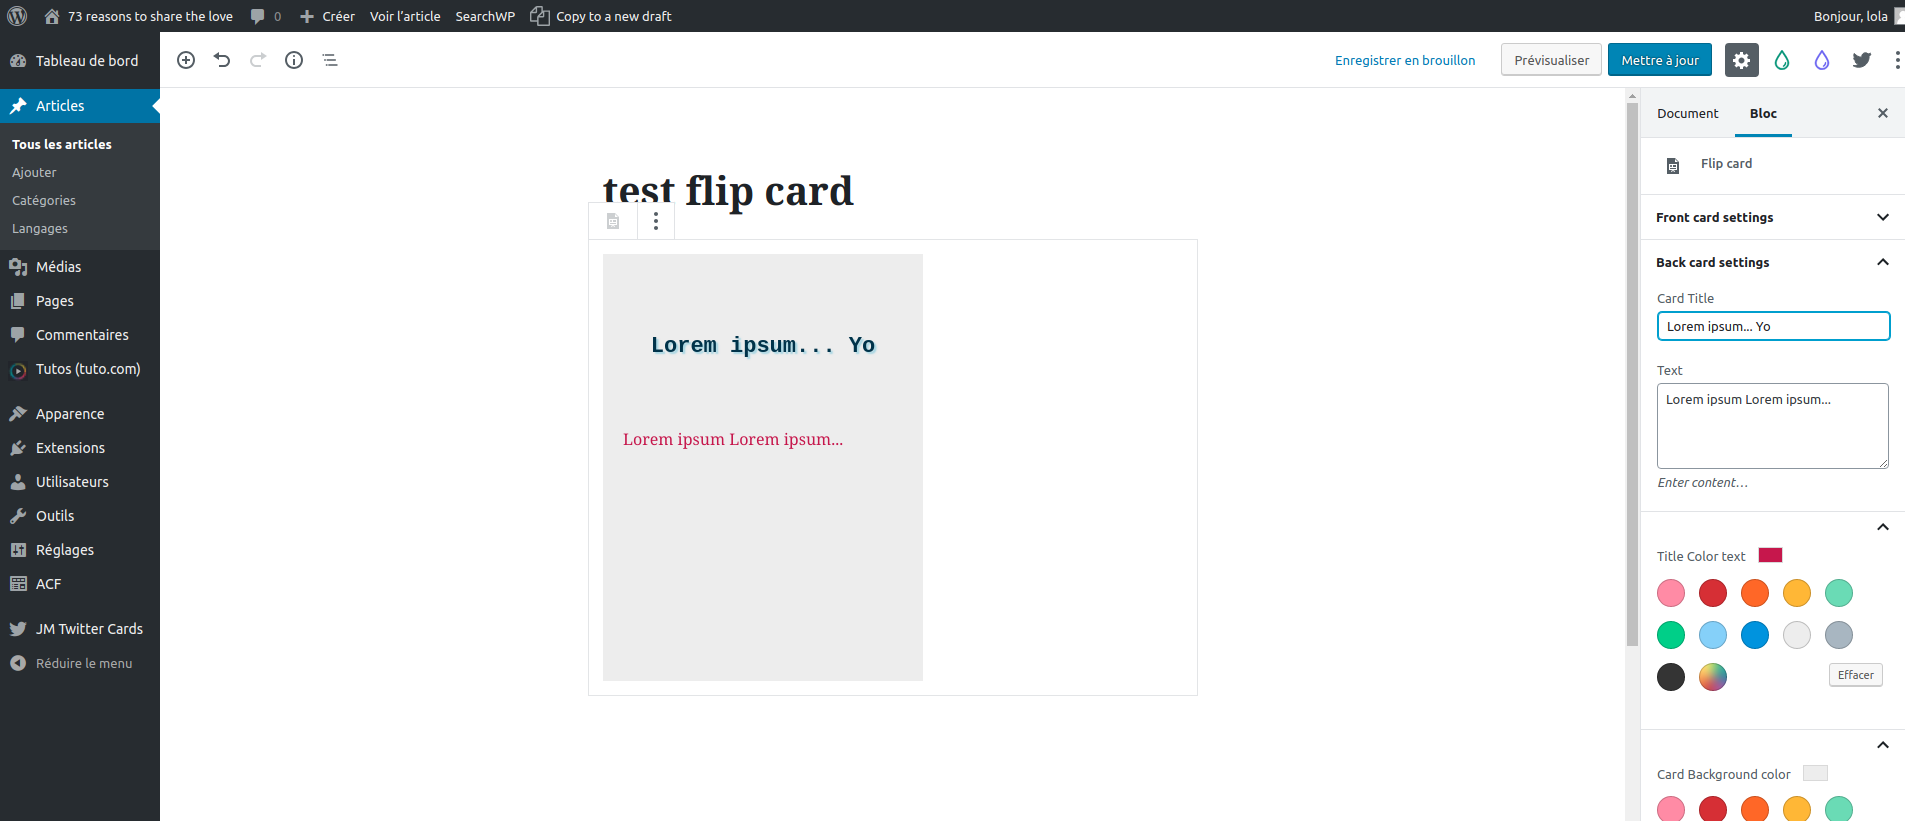 73 reasons to share the love 0 Créer Voir l’article SearchWP Copy to a new draft Bonjour, lola
Tableau de bord
Articles
Tous les articles
Ajouter
Catégories
Langages
Médias
Pages
Commentaires
Tutos (tuto.com)
Apparence
Extensions
Utilisateurs
Outils
Réglages
ACF
JM Twitter Cards
Réduire le menu
Enregistrer en brouillon Prévisualiser Mettre à jour
test flip card
Lorem ipsum... Yo
Lorem ipsum Lorem ipsum...
Document Bloc
Flip card
Front card settings
Back card settings
Card Title
Lorem ipsum... Yo
Text
Lorem ipsum Lorem ipsum...
Enter content…
Title Color text
Effacer
Card Background color